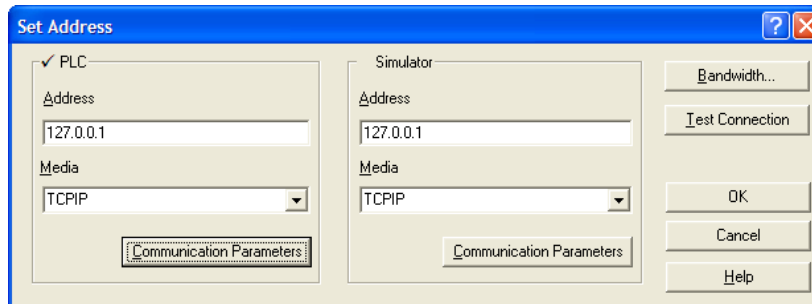 Set Address
✓ PLC
Address
127.0.0.1
Media
TCPIP
Communication Parameters
Simulator
Address
127.0.0.1
Media
TCPIP
Communication Parameters
Bandwidth...
Test Connection
OK
Cancel
Help